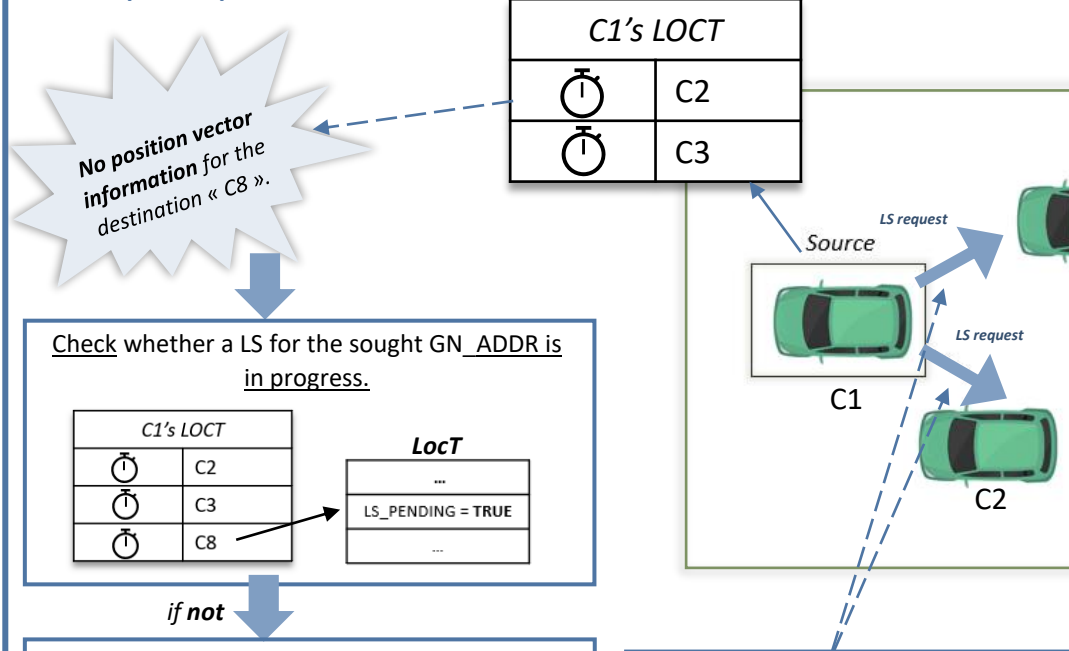 C1's LOCT
C2
C3
No position vector
information for the
destination « C8 ».
LS request
Source
LS request
C1
C2
Check whether a LS for the sought GN_ADDR is
in progress.
C1's LOCT
C2
C3
C8
LocT
...
LS_PENDING = TRUE
...
if not